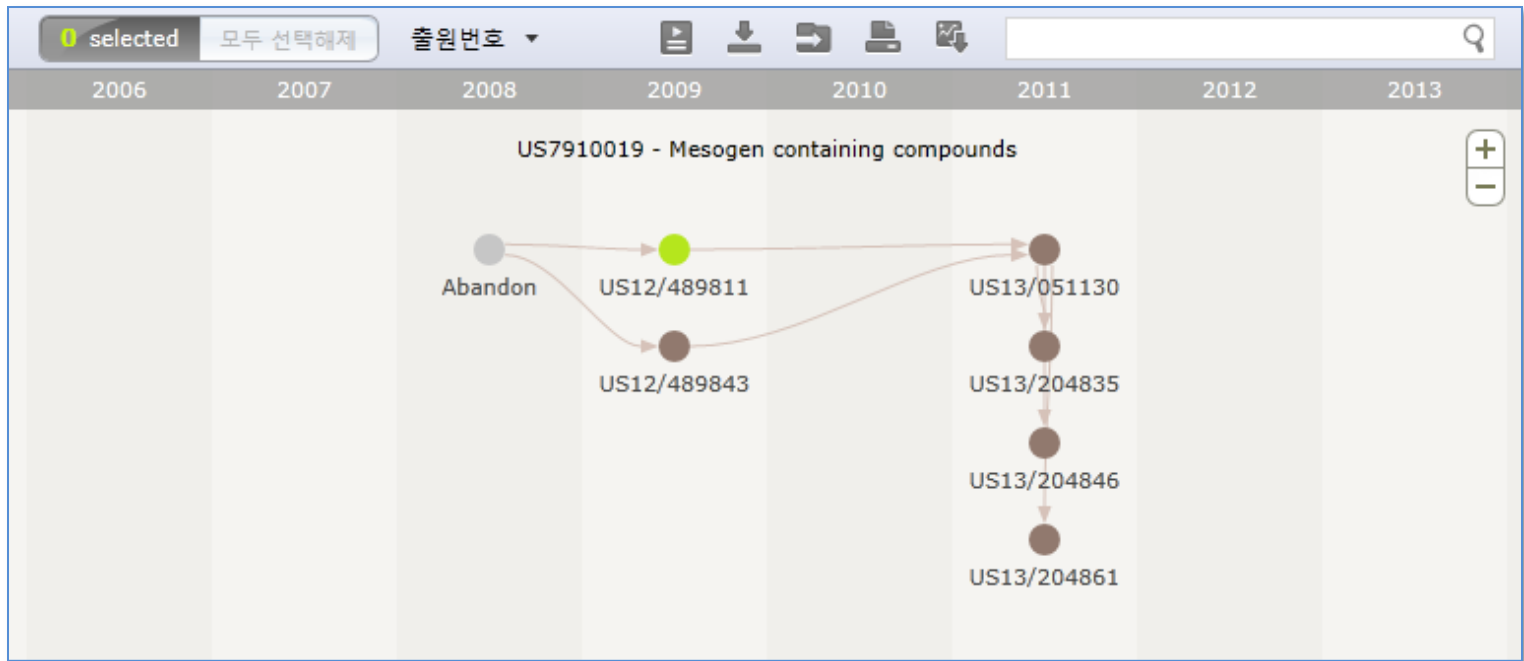 0 selected 모두 선택해제 출원번호
2006 2007 2008 2009 2010 2011 2012 2013
US7910019 - Mesogen containing compounds
Abandon US12/489811 US13/051130
US12/489843 US13/204835
US13/204846
US13/204861